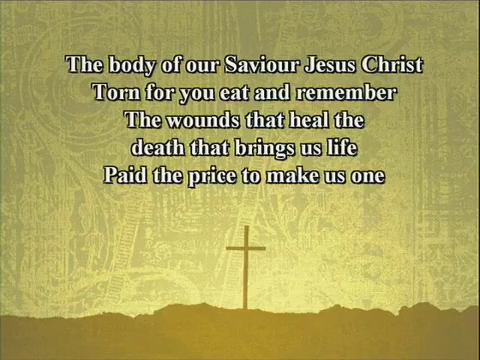 The body of our Saviour Jesus Christ
Torn for you eat and remember
The wounds that heal the
death that brings us life
Paid the price to make us one